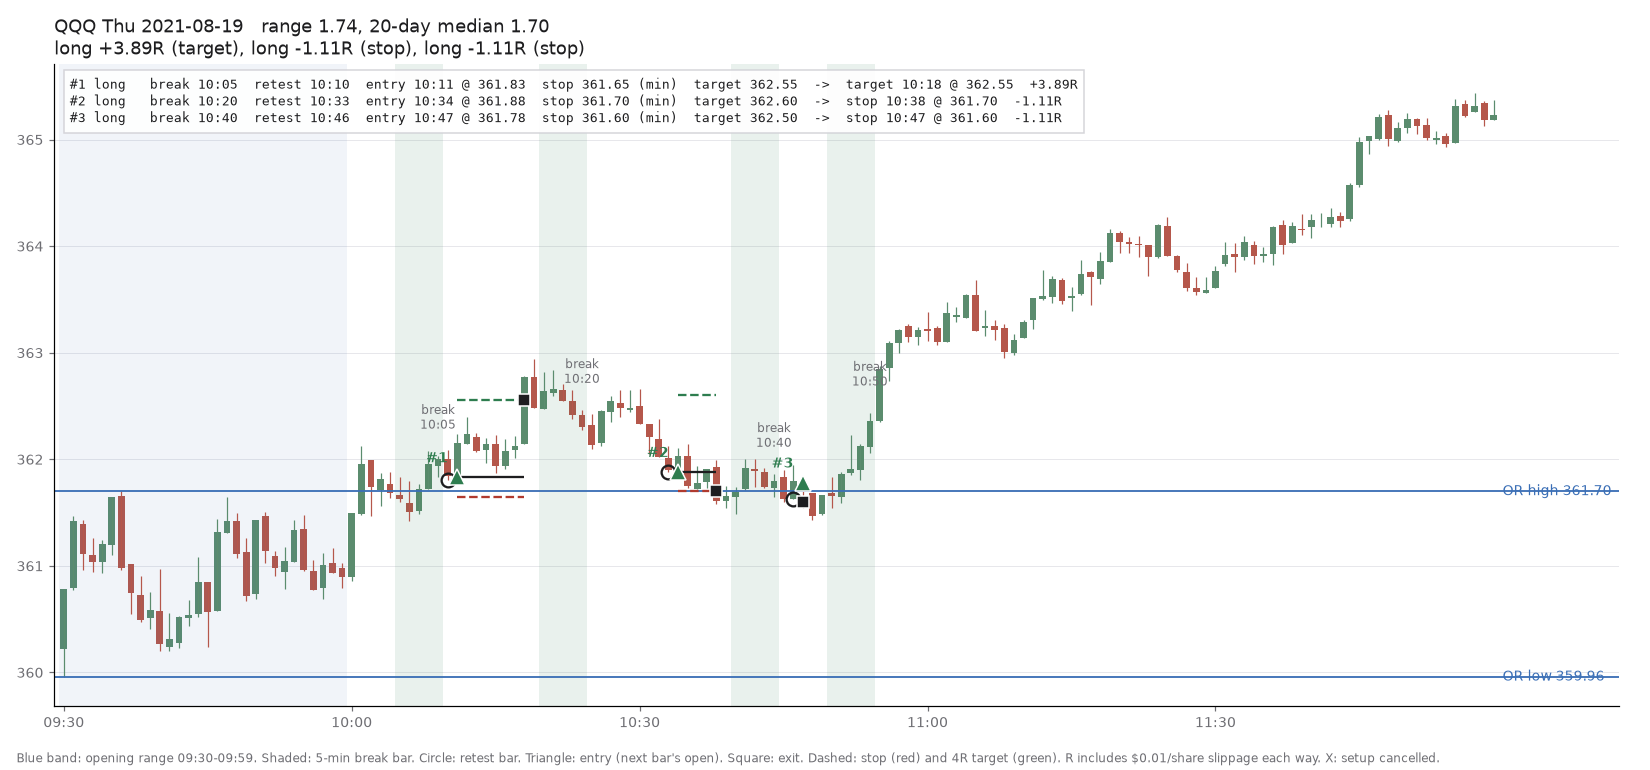 QQQ Thu 2021-08-19   range 1.74, 20-day median 1.70
long +3.89R (target), long -1.11R (stop), long -1.11R (stop)
#1 long   break 10:05  retest 10:10  entry 10:11 @ 361.83  stop 361.65 (min)  target 362.55  ->  target 10:18 @ 362.55  +3.89R
#2 long   break 10:20  retest 10:33  entry 10:34 @ 361.88  stop 361.70 (min)  target 362.60  ->  stop 10:38 @ 361.70  -1.11R
#3 long   break 10:40  retest 10:46  entry 10:47 @ 361.78  stop 361.60 (min)  target 362.50  ->  stop 10:47 @ 361.60  -1.11R
365
364
363
362
361
360
break
10:05
#1
break
10:20
#2
break
10:40
#3
break
10:50
OR high 361.70
OR low 359.96
09:30
10:00
10:30
11:00
11:30
Blue band: opening range 09:30-09:59. Shaded: 5-min break bar. Circle: retest bar. Triangle: entry (next bar's open). Square: exit. Dashed: stop (red) and 4R target (green). R includes $0.01/share slippage each way. X: setup cancelled.